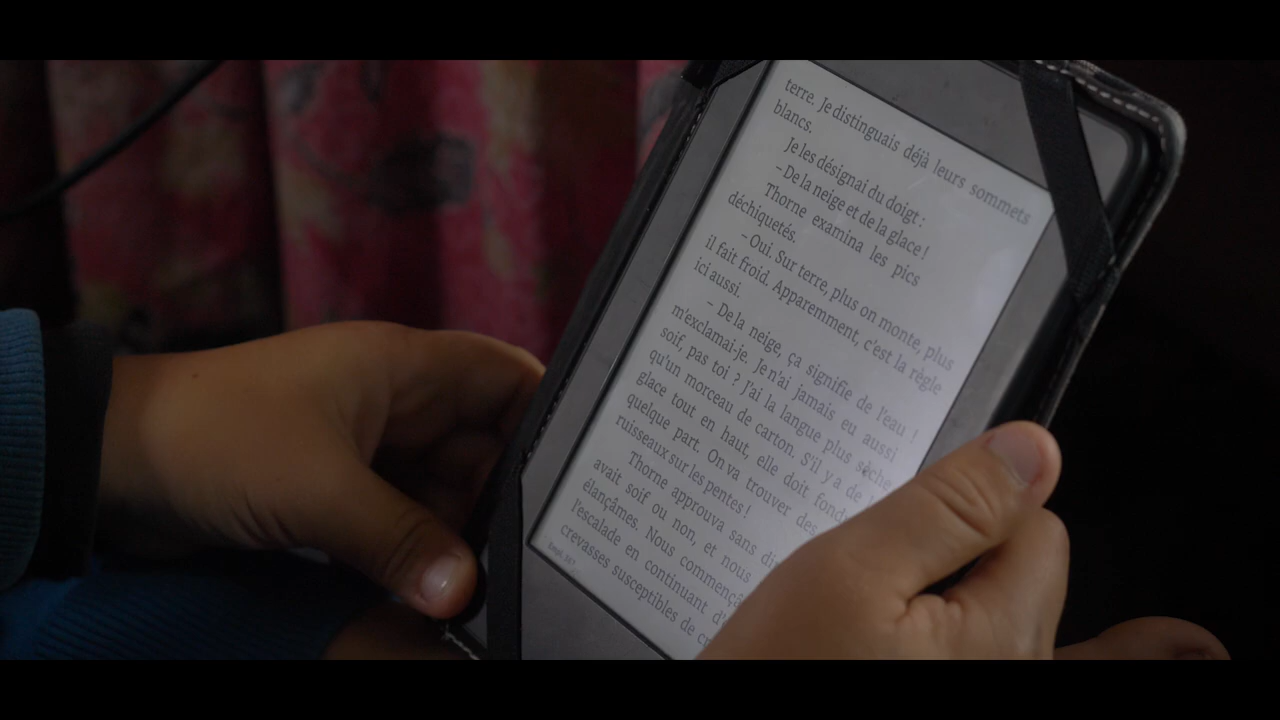 terre. Je distinguais déjà leurs sommets
blancs.
Je les désignai du doigt :
– De la neige et de la glace !
Thorne examina les pics
déchiquetés.
– Oui. Sur terre, plus on monte, plus
il fait froid. Apparemment, c'est la règle
ici aussi.
– De la neige, ça signifie de l'eau !
m'exclamai-je. Je n'ai jamais eu aussi
soif, pas toi ? J'ai la langue plus sèche
qu'un morceau de carton. S'il y a de l
glace tout en haut, elle doit fond
quelque part. On va trouver des
ruisseaux sur les pentes !
Thorne approuva sans di
avait soif ou non, et nous
élançâmes. Nous commençâ
l'escalade en continuant d'
crevasses susceptibles de c
Empl. 567